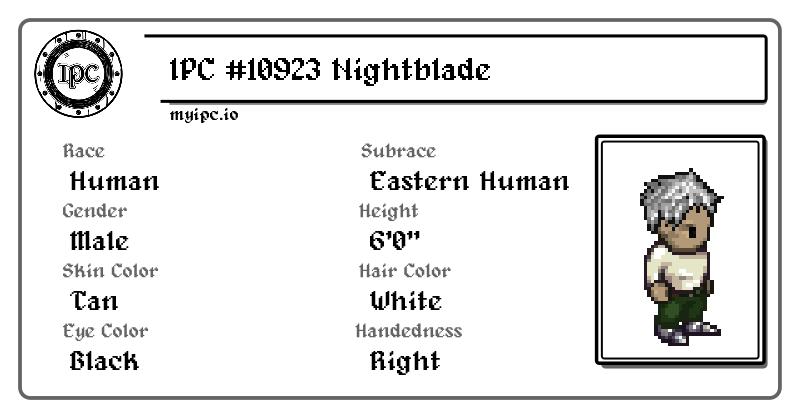 IPC
IPC #10923 Nightblade
myipc.io
Race
Human
Subrace
Eastern Human
Gender
Male
Height
6'0"
Skin Color
Tan
Hair Color
White
Eye Color
Black
Handedness
Right